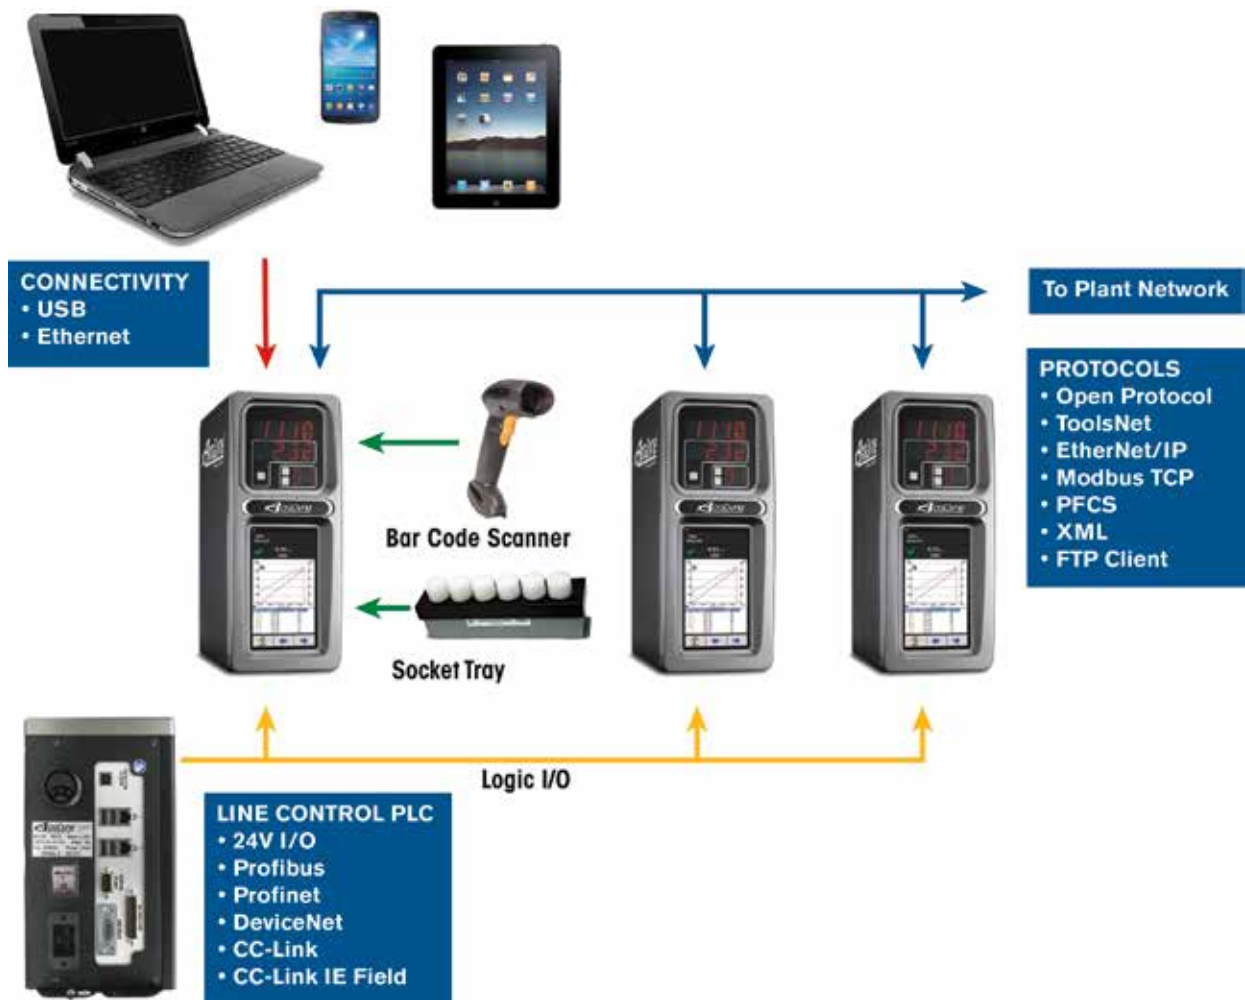 CONNECTIVITY
• USB
• Ethernet
To Plant Network
PROTOCOLS
• Open Protocol
• ToolsNet
• EtherNet/IP
• Modbus TCP
• PFCS
• XML
• FTP Client
Bar Code Scanner
Socket Tray
Logic I/O
LINE CONTROL PLC
• 24V I/O
• Profibus
• Profinet
• DeviceNet
• CC-Link
• CC-Link IE Field